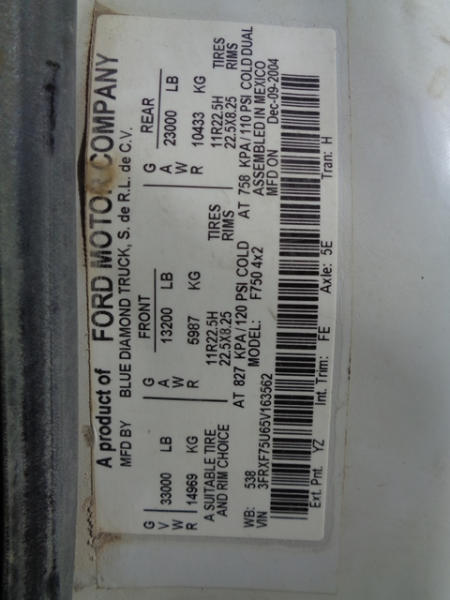 A product of FORD MOTOR COMPANY
MFD BY BLUE DIAMOND TRUCK, S. de R.L. de C.V.
G FRONT G REAR
V 33000 LB A 13200 LB A 23000 LB
W W W
R 14969 KG R 5987 KG R 10433 KG
A SUITABLE TIRE 11R22.5H TIRES 11R22.5H TIRES
AND RIM CHOICE 22.5X8.25 RIMS 22.5X8.25 RIMS
AT 827 KPA/120 PSI COLD AT 758 KPA/110 PSI COLD DUAL
WB: 538 MODEL: F750 4x2 ASSEMBLED IN MEXICO
VIN 3FRXF75U65V163562 MFD ON Dec-09-2004
Ext. Pnt. YZ Int. Trim: FE Axle: 5E Tran: H